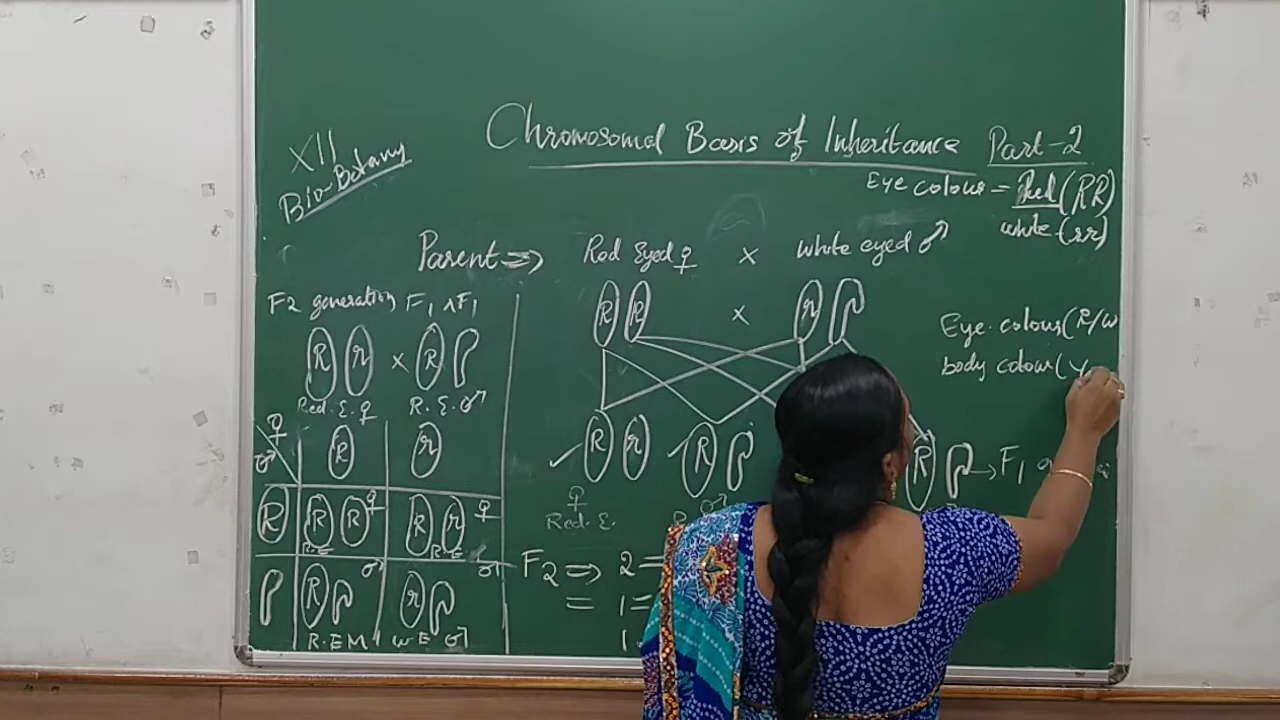 XII
Bio-Botany
Chromosomal Basis of Inheritance Part-2
Eye colour = Red (RR)
white (rr)
Parent => Red Eyed ♀ × white eyed ♂
R R × r
F2 generation F1 × F1
R r × R
Red. E. ♀ R. E. ♂
Eye colour (R/W
body colour (Y
♀
♂
R r
R R R ♀ R r ♀
R.E R.E
R ♂ r ♂
R.E M W E ♂
R r R R → F1
♀ ♂
Red. E. R
F2 => 2 =
= 1 =
1